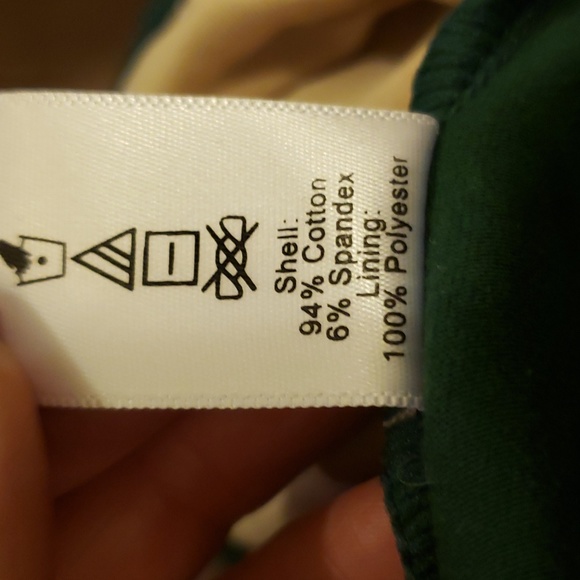 Shell:
94% Cotton
6% Spandex
Lining:
100% Polyester